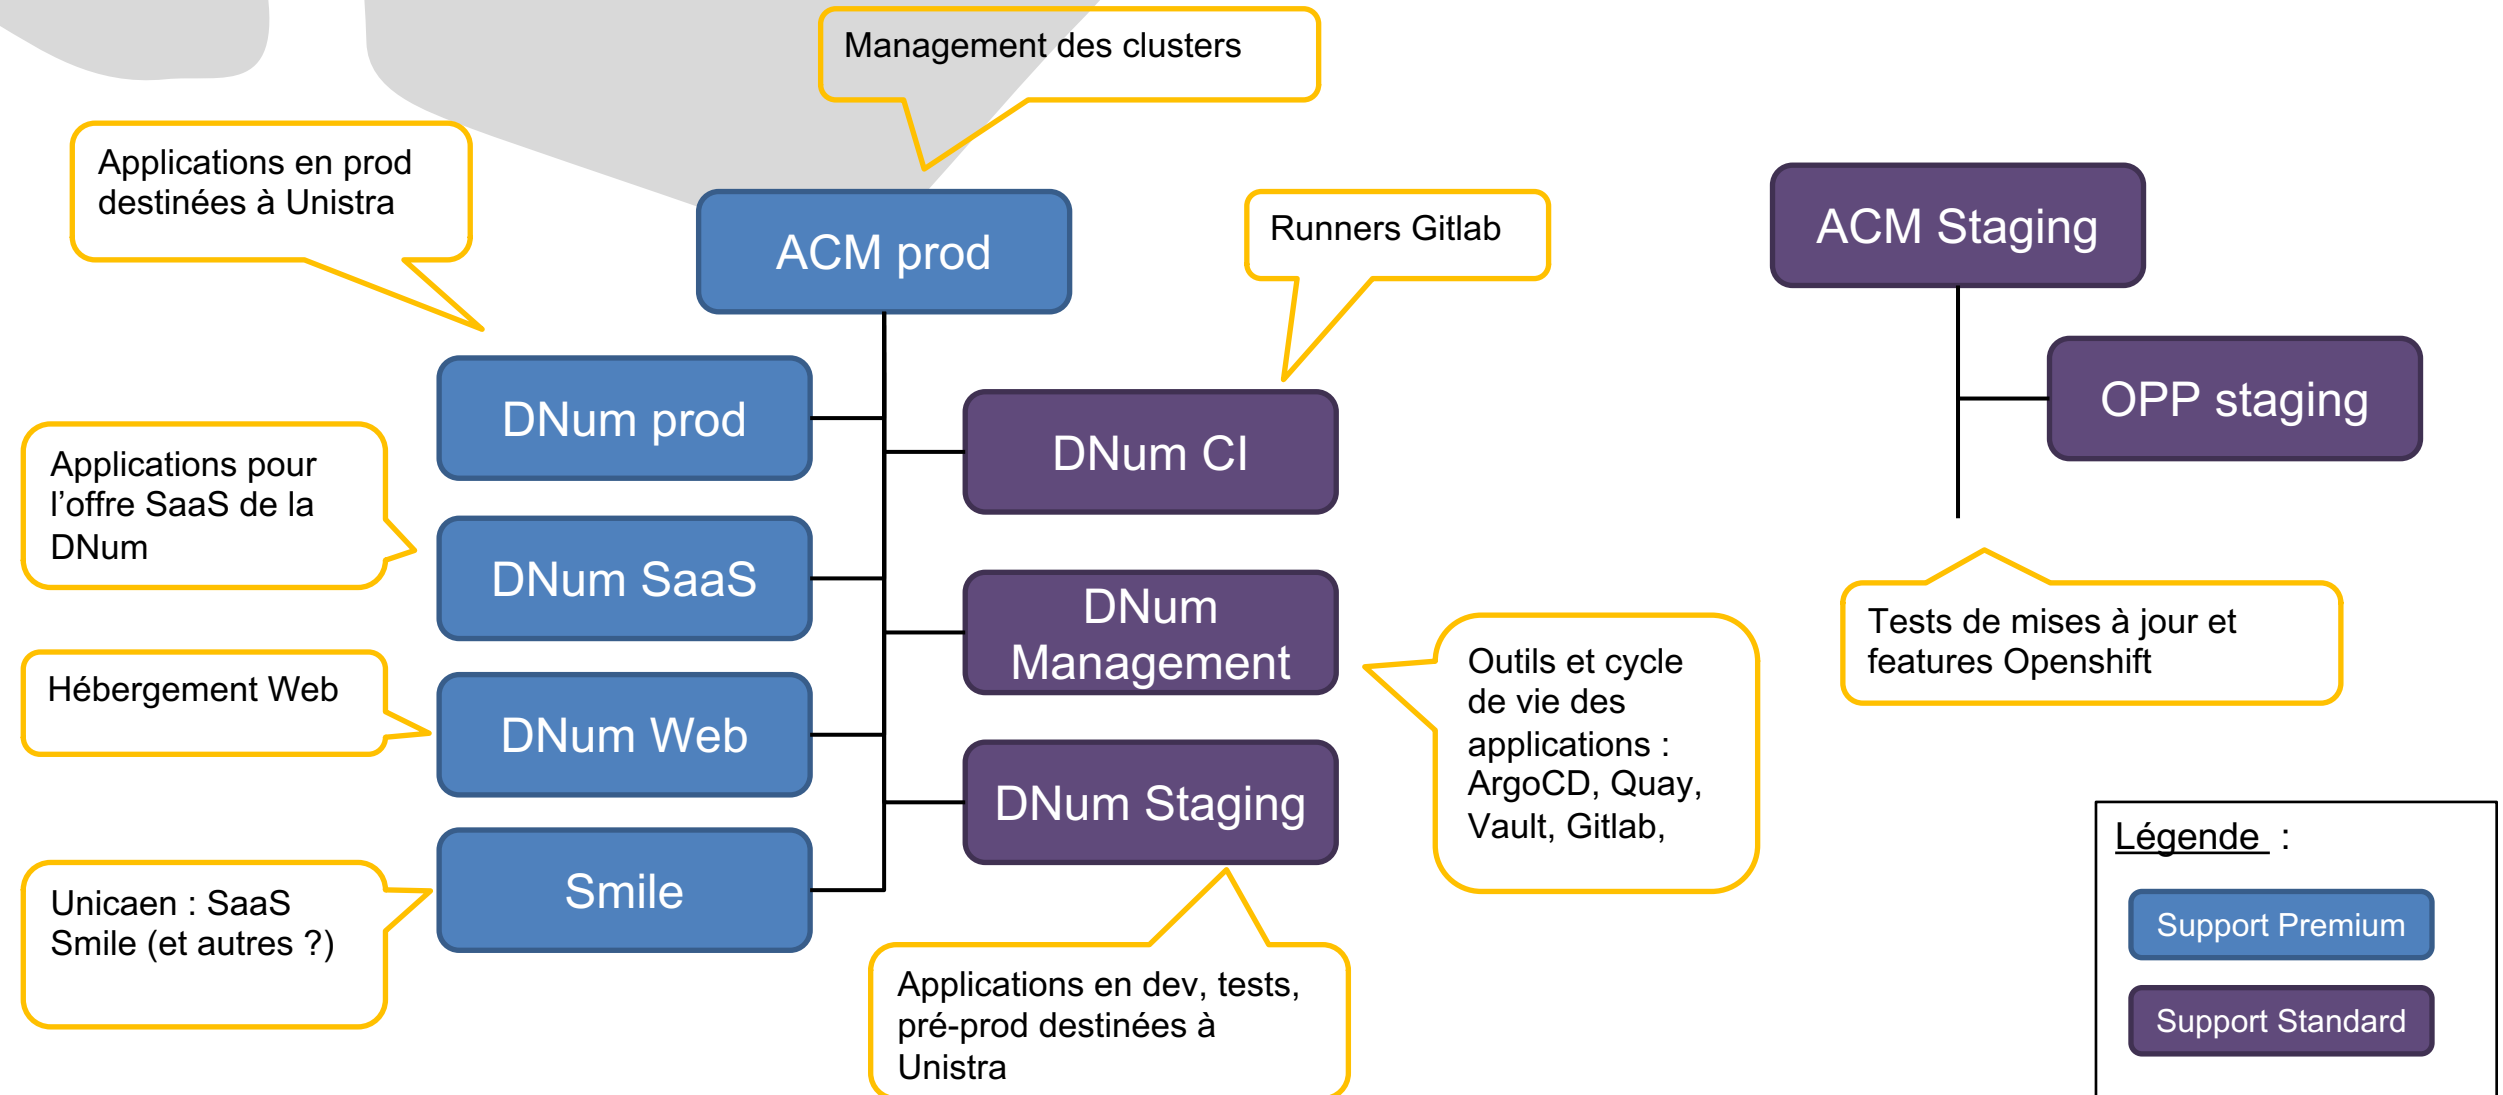 Management des clusters
Applications en prod
destinées à Unistra
ACM prod
Runners Gitlab
ACM Staging
DNum prod
DNum CI
OPP staging
Applications pour
l’offre SaaS de la
DNum
DNum SaaS
DNum
Management
Tests de mises à jour et
features Openshift
Hébergement Web
DNum Web
Outils et cycle
de vie des
applications :
ArgoCD, Quay,
Vault, Gitlab,
DNum Staging
Unicaen : SaaS
Smile (et autres ?)
Smile
Applications en dev, tests,
pré-prod destinées à
Unistra
Légende :
Support Premium
Support Standard